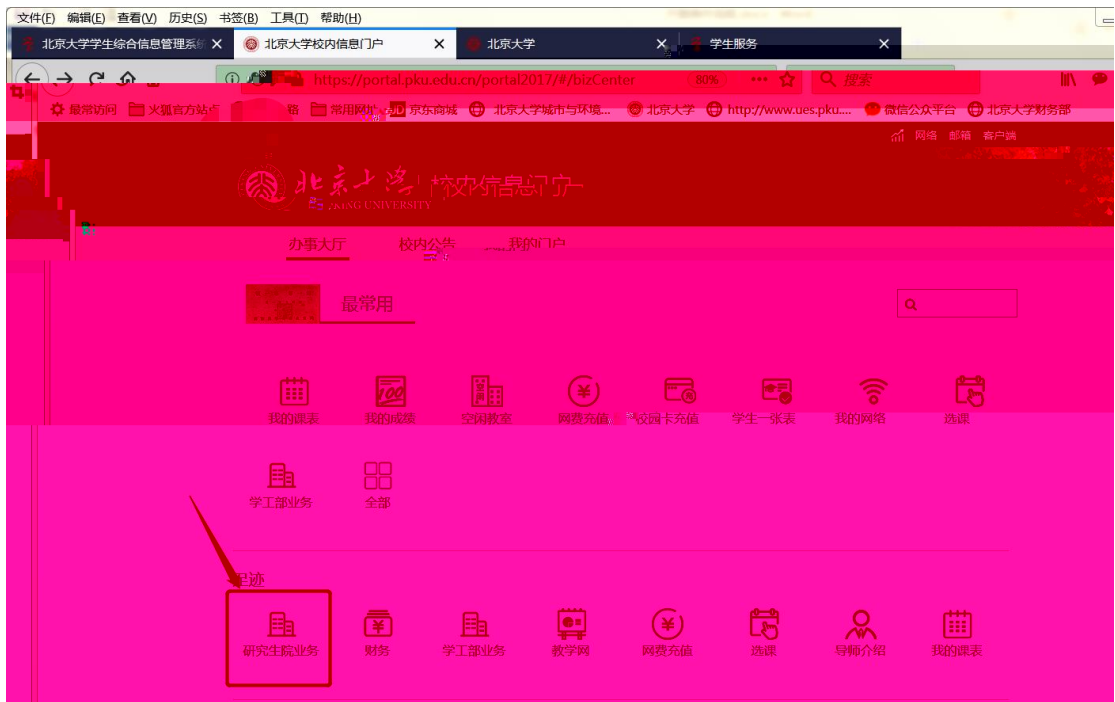 文件(F) 编辑(E) 查看(V) 历史(S) 书签(B) 工具(T) 帮助(H)
北京大学学生综合信息管理系统 北京大学校内信息门户 北京大学 学生服务
https://portal.pku.edu.cn/portal2017/#/bizCenter 80% 搜索
最常访问 火狐官方站点 常用网址 JD 京东商城 北京大学城市与环境... 北京大学 http://www.ues.pku.... 微信公众平台 北京大学财务部
网络 邮箱 客户端
北京大学 校内信息门户
PEKING UNIVERSITY
办事大厅 校内公告 我的门户
最常用
我的课表 我的成绩 空闲教室 网费充值 校园卡充值 学生一张表 我的网络 选课
学工部业务 全部
足迹
研究生院业务 财务 学工部业务 教学网 网费充值 选课 导师介绍 我的课表